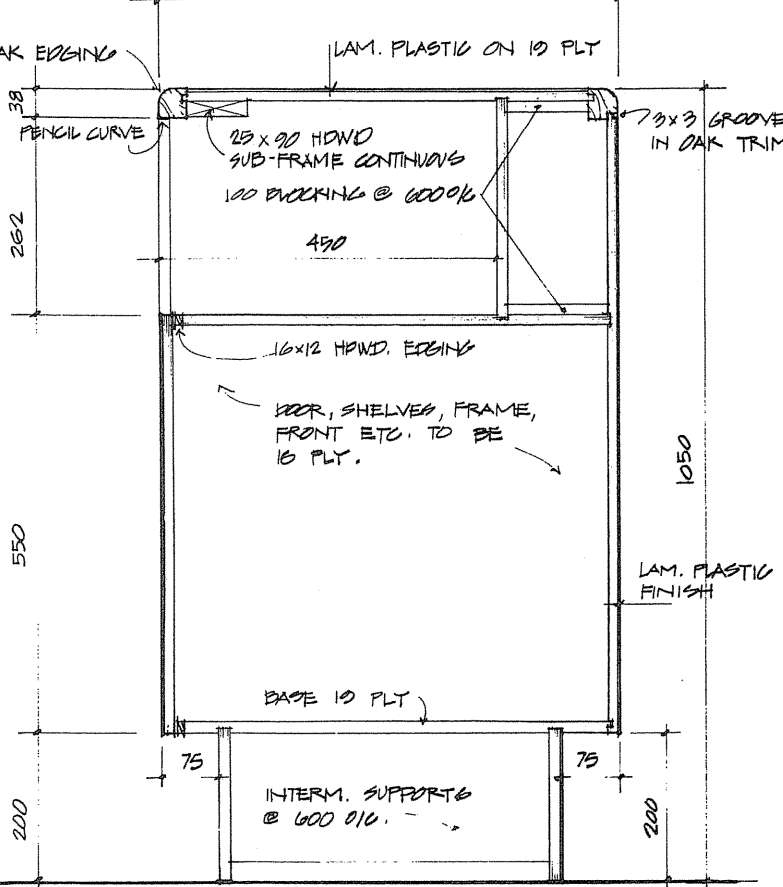 AK EDGING
LAM. PLASTIC ON 19 PLY
38
PENCIL CURVE
25 x 90 HDWD
SUB-FRAME CONTINUOUS
3x3 GROOVE
IN OAK TRIM
100 BLOCKING @ 600 O/C
262
450
16x12 HDWD. EDGING
DOOR, SHELVES, FRAME,
FRONT ETC. TO BE
16 PLY.
1050
550
LAM. PLASTIC
FINISH
BASE 19 PLY
75
75
INTERM. SUPPORTS
@ 600 O/C.
200
200